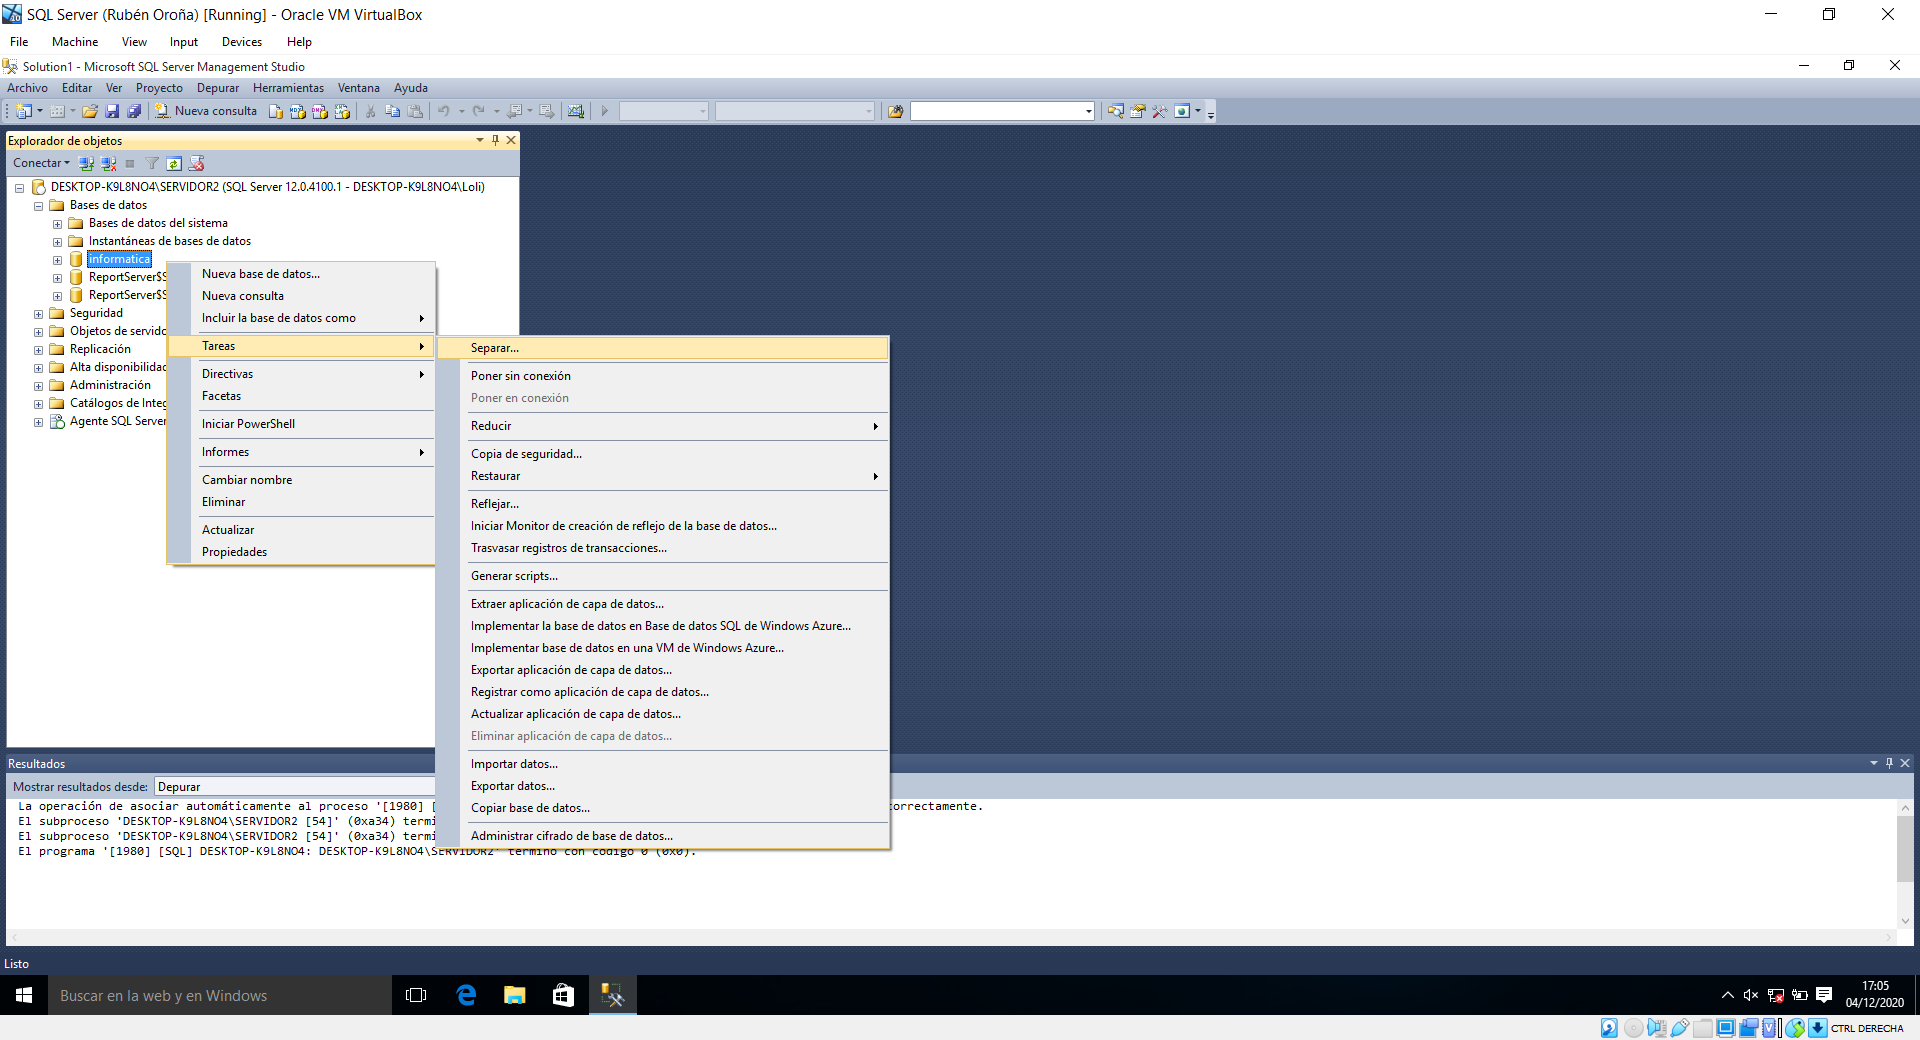 SQL Server (Rubén Oroña) [Running] - Oracle VM VirtualBox
File Machine View Input Devices Help
Solution1 - Microsoft SQL Server Management Studio
Archivo Editar Ver Proyecto Depurar Herramientas Ventana Ayuda
Nueva consulta
Explorador de objetos
Conectar
DESKTOP-K9L8NO4\SERVIDOR2 (SQL Server 12.0.4100.1 - DESKTOP-K9L8NO4\Loli)
Bases de datos
Bases de datos del sistema
Instantáneas de bases de datos
informatica
ReportServer$S
ReportServer$S
Seguridad
Objetos de servido
Replicación
Alta disponibilidad
Administración
Catálogos de Integ
Agente SQL Server
Nueva base de datos...
Nueva consulta
Incluir la base de datos como
Tareas
Directivas
Facetas
Iniciar PowerShell
Informes
Cambiar nombre
Eliminar
Actualizar
Propiedades
Separar...
Poner sin conexión
Poner en conexión
Reducir
Copia de seguridad...
Restaurar
Reflejar...
Iniciar Monitor de creación de reflejo de la base de datos...
Trasvasar registros de transacciones...
Generar scripts...
Extraer aplicación de capa de datos...
Implementar la base de datos en Base de datos SQL de Windows Azure...
Implementar base de datos en una VM de Windows Azure...
Exportar aplicación de capa de datos...
Registrar como aplicación de capa de datos...
Actualizar aplicación de capa de datos...
Eliminar aplicación de capa de datos...
Importar datos...
Exportar datos...
Copiar base de datos...
Administrar cifrado de base de datos...
Resultados
Mostrar resultados desde: Depurar
La operación de asociar automáticamente al proceso '[1980] [ correctamente.
El subproceso 'DESKTOP-K9L8NO4\SERVIDOR2 [54]' (0xa34) termi
El subproceso 'DESKTOP-K9L8NO4\SERVIDOR2 [54]' (0xa34) termi
El programa '[1980] [SQL] DESKTOP-K9L8NO4: DESKTOP-K9L8NO4\SERVIDOR2' terminó con código 0 (0x0).
Listo
Buscar en la web y en Windows
17:05
04/12/2020
CTRL DERECHA